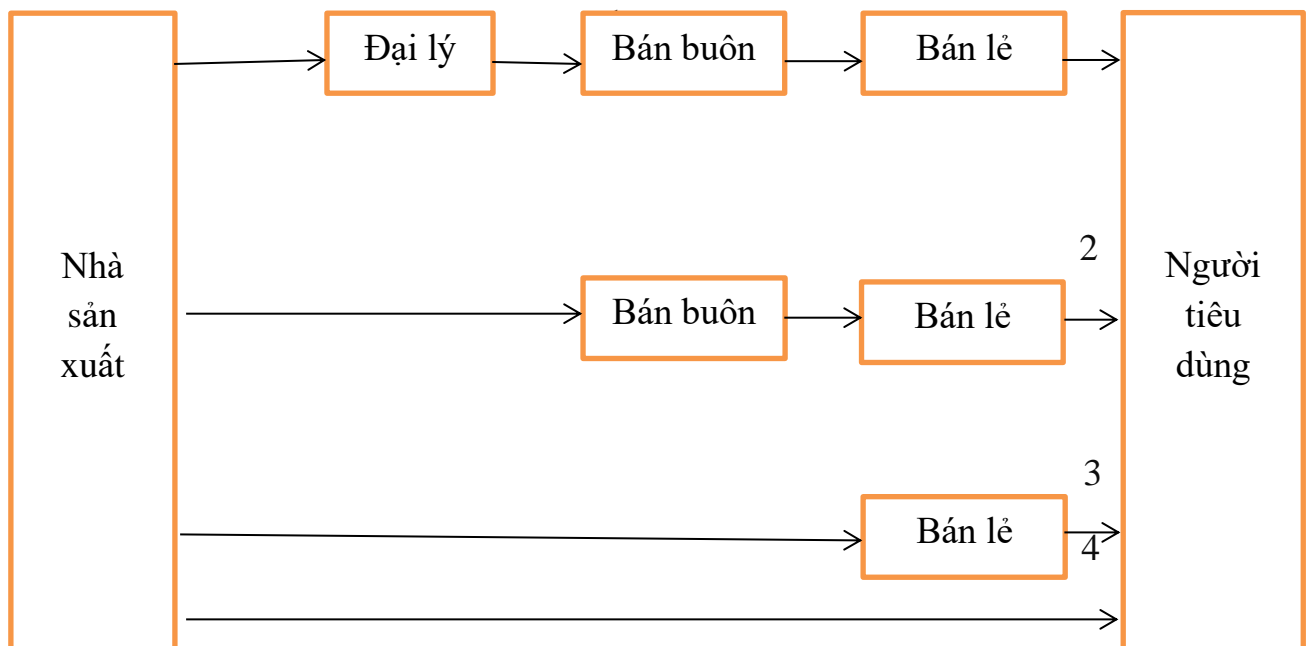 Đại lý
Bán buôn
Bán lẻ
Nhà
sản
xuất
2
Bán buôn
Bán lẻ
Người
tiêu
dùng
3
Bán lẻ
4